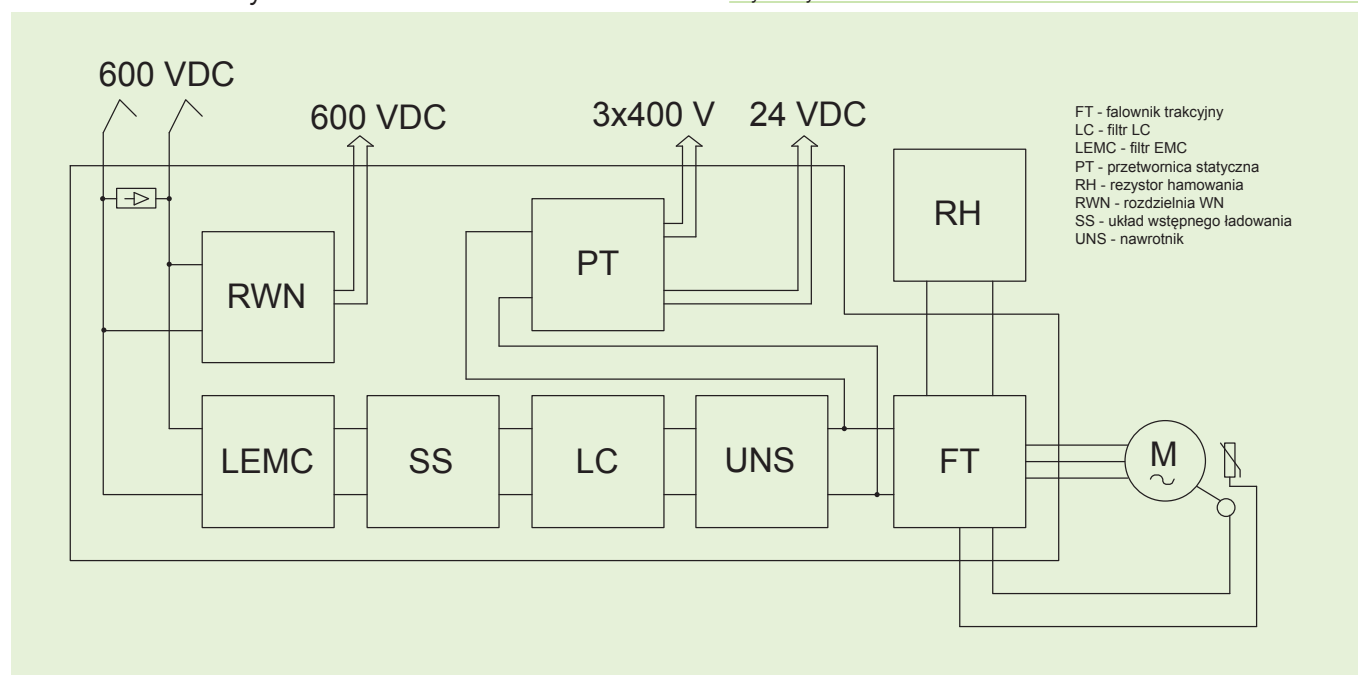 600 VDC
600 VDC
3x400 V
24 VDC
FT - falownik trakcyjny
LC - filtr LC
LEMC - filtr EMC
PT - przetwornica statyczna
RH - rezystor hamowania
RWN - rozdzielnia WN
SS - układ wstępnego ładowania
UNS - nawrotnik
RH
PT
RWN
LEMC
SS
LC
UNS
FT
M